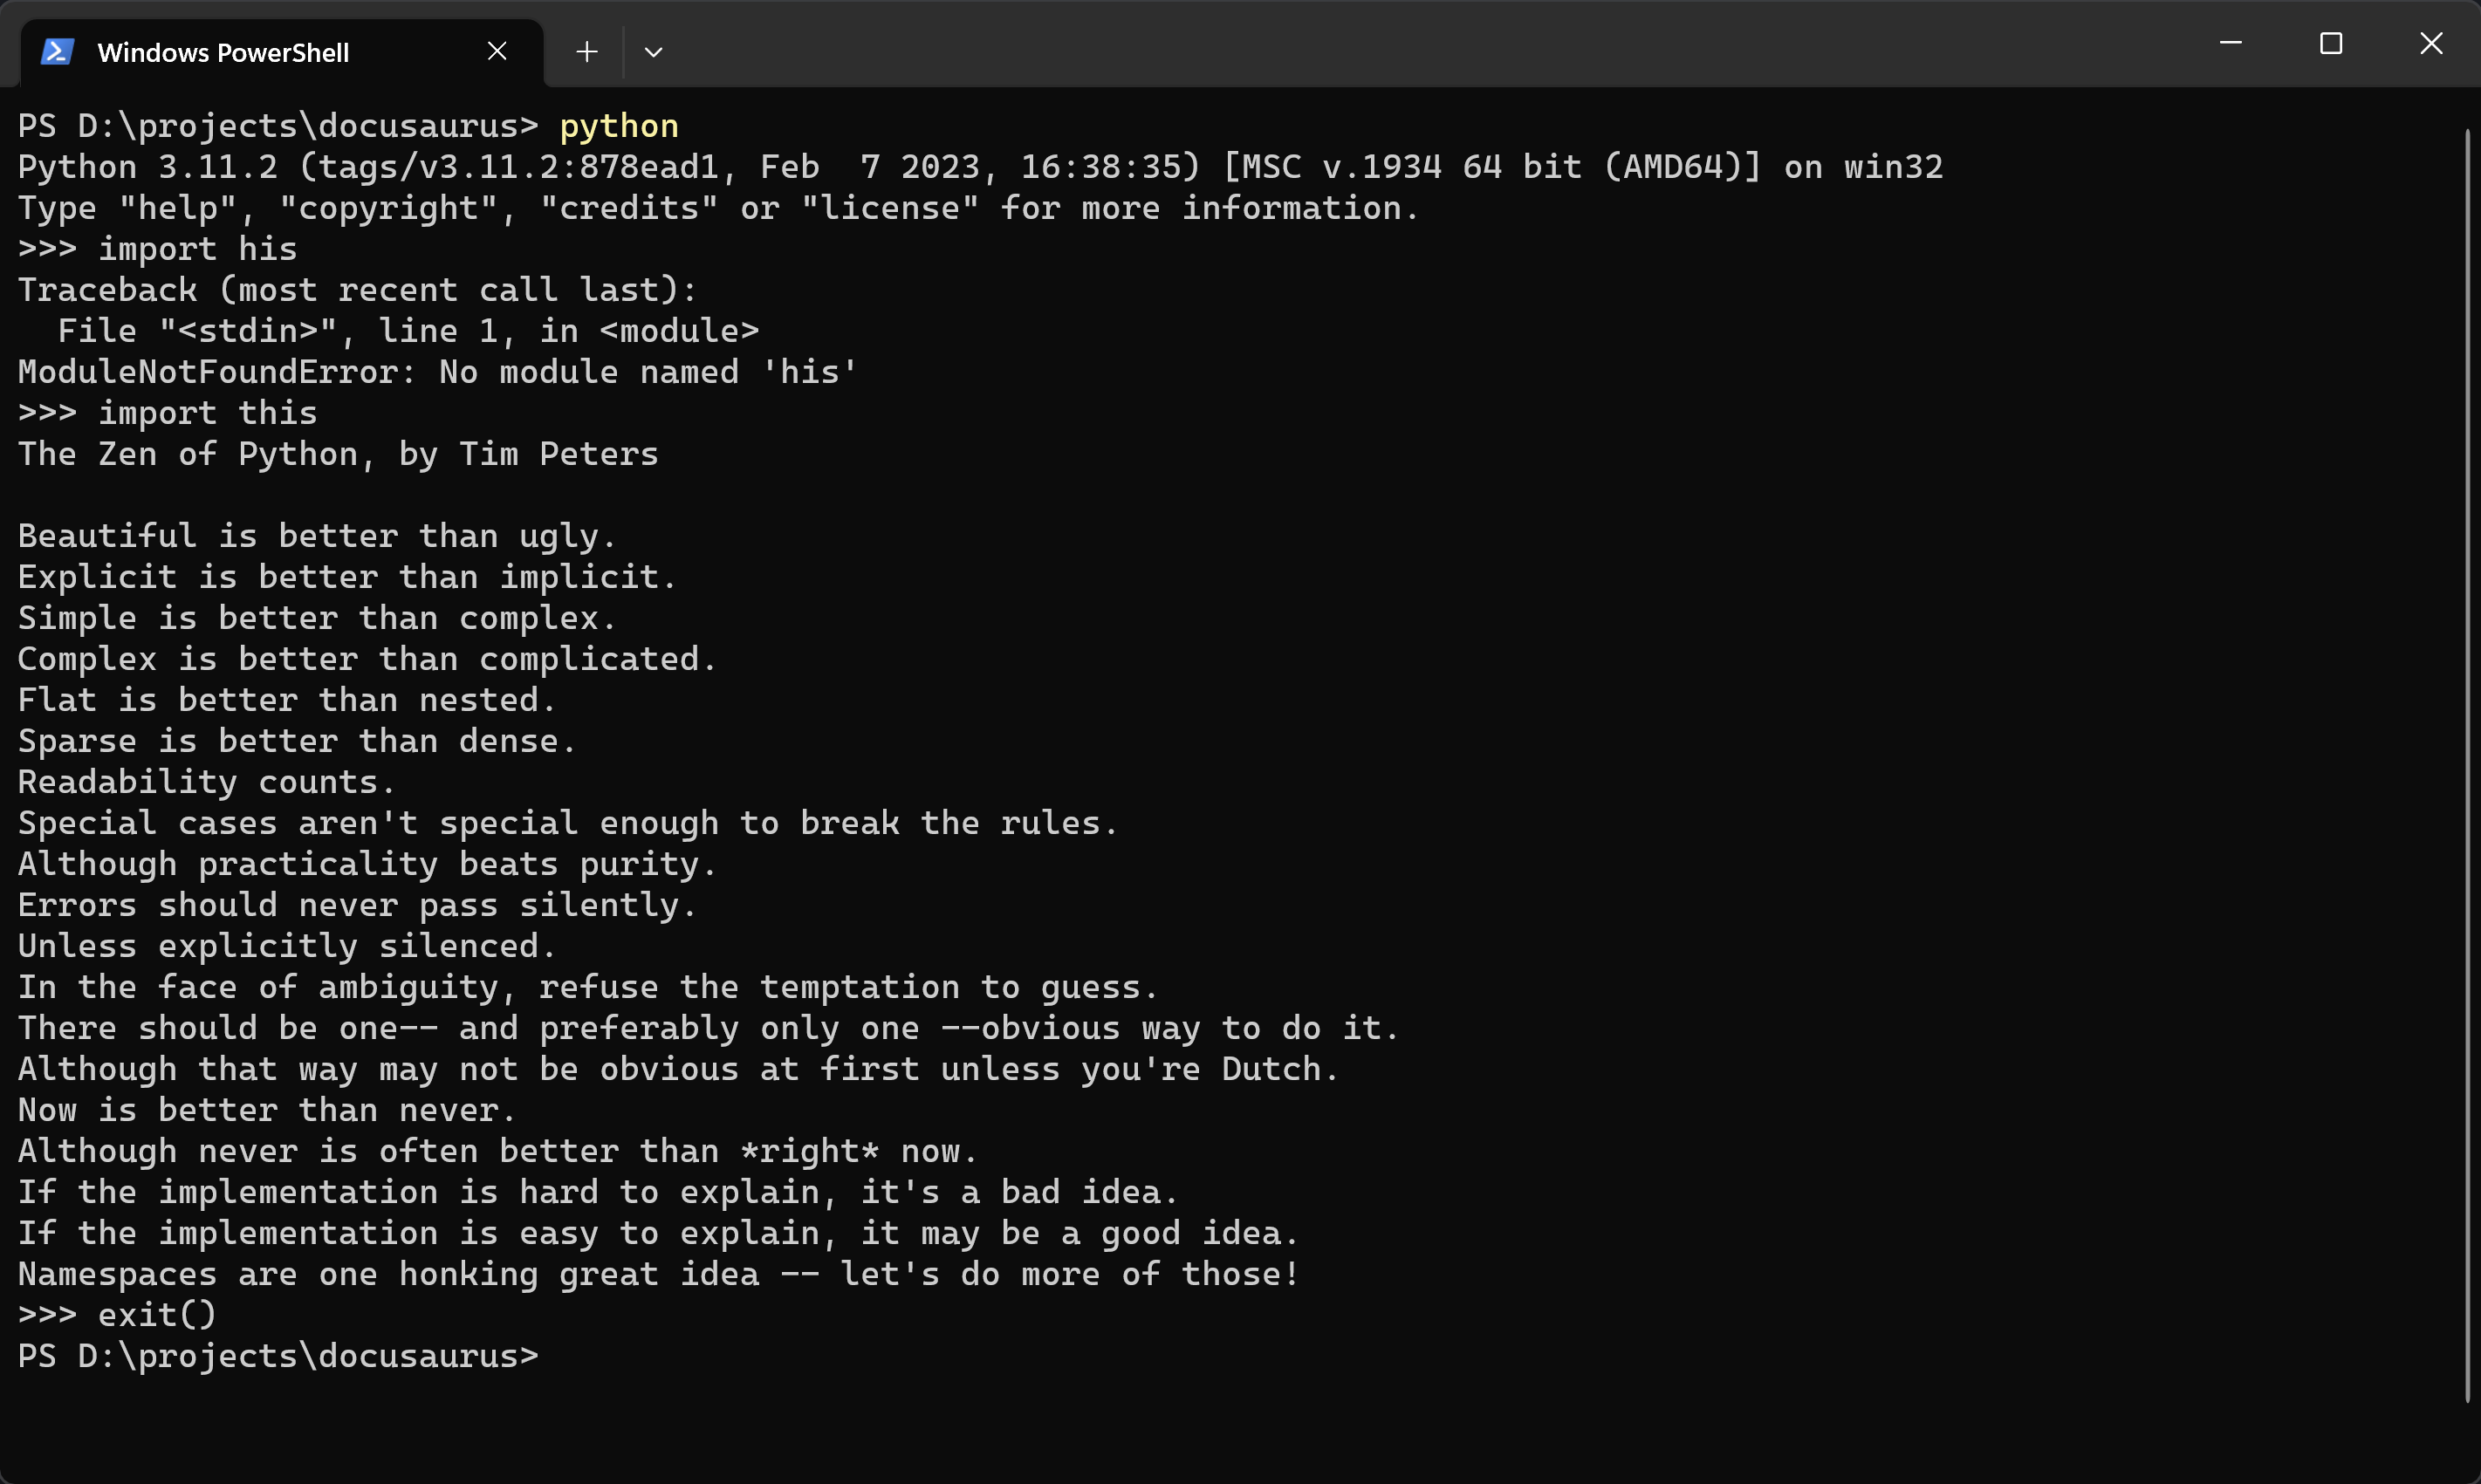 Windows PowerShell
PS D:\projects\docusaurus> python
Python 3.11.2 (tags/v3.11.2:878ead1, Feb  7 2023, 16:38:35) [MSC v.1934 64 bit (AMD64)] on win32
Type "help", "copyright", "credits" or "license" for more information.
>>> import his
Traceback (most recent call last):
  File "<stdin>", line 1, in <module>
ModuleNotFoundError: No module named 'his'
>>> import this
The Zen of Python, by Tim Peters

Beautiful is better than ugly.
Explicit is better than implicit.
Simple is better than complex.
Complex is better than complicated.
Flat is better than nested.
Sparse is better than dense.
Readability counts.
Special cases aren't special enough to break the rules.
Although practicality beats purity.
Errors should never pass silently.
Unless explicitly silenced.
In the face of ambiguity, refuse the temptation to guess.
There should be one-- and preferably only one --obvious way to do it.
Although that way may not be obvious at first unless you're Dutch.
Now is better than never.
Although never is often better than *right* now.
If the implementation is hard to explain, it's a bad idea.
If the implementation is easy to explain, it may be a good idea.
Namespaces are one honking great idea -- let's do more of those!
>>> exit()
PS D:\projects\docusaurus>